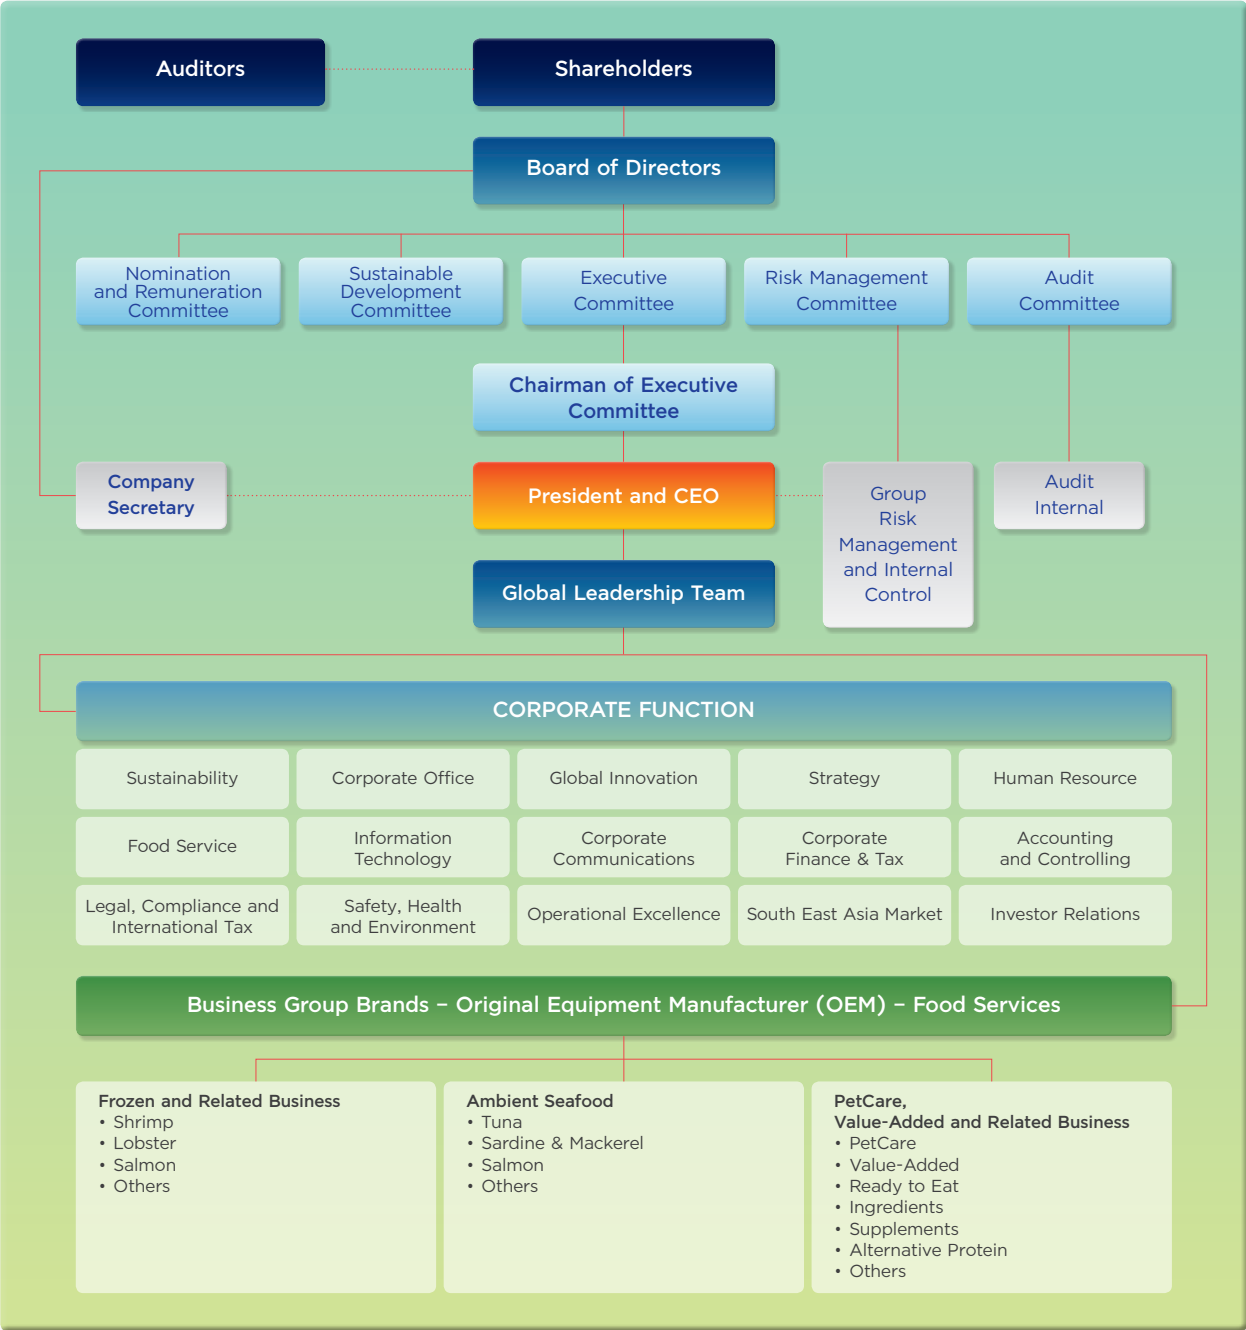 Auditors
Shareholders
Board of Directors
Nomination
and Remuneration
Committee
Sustainable
Development
Committee
Executive
Committee
Risk Management
Committee
Audit
Committee
Chairman of Executive
Committee
Company
Secretary
President and CEO
Group
Risk
Management
and Internal
Control
Audit
Internal
Global Leadership Team
CORPORATE FUNCTION
Sustainability
Corporate Office
Global Innovation
Strategy
Human Resource
Food Service
Information
Technology
Corporate
Communications
Corporate
Finance & Tax
Accounting
and Controlling
Legal, Compliance and
International Tax
Safety, Health
and Environment
Operational Excellence
South East Asia Market
Investor Relations
Business Group Brands – Original Equipment Manufacturer (OEM) – Food Services
Frozen and Related Business
• Shrimp
• Lobster
• Salmon
• Others
Ambient Seafood
• Tuna
• Sardine & Mackerel
• Salmon
• Others
PetCare,
Value-Added and Related Business
• PetCare
• Value-Added
• Ready to Eat
• Ingredients
• Supplements
• Alternative Protein
• Others